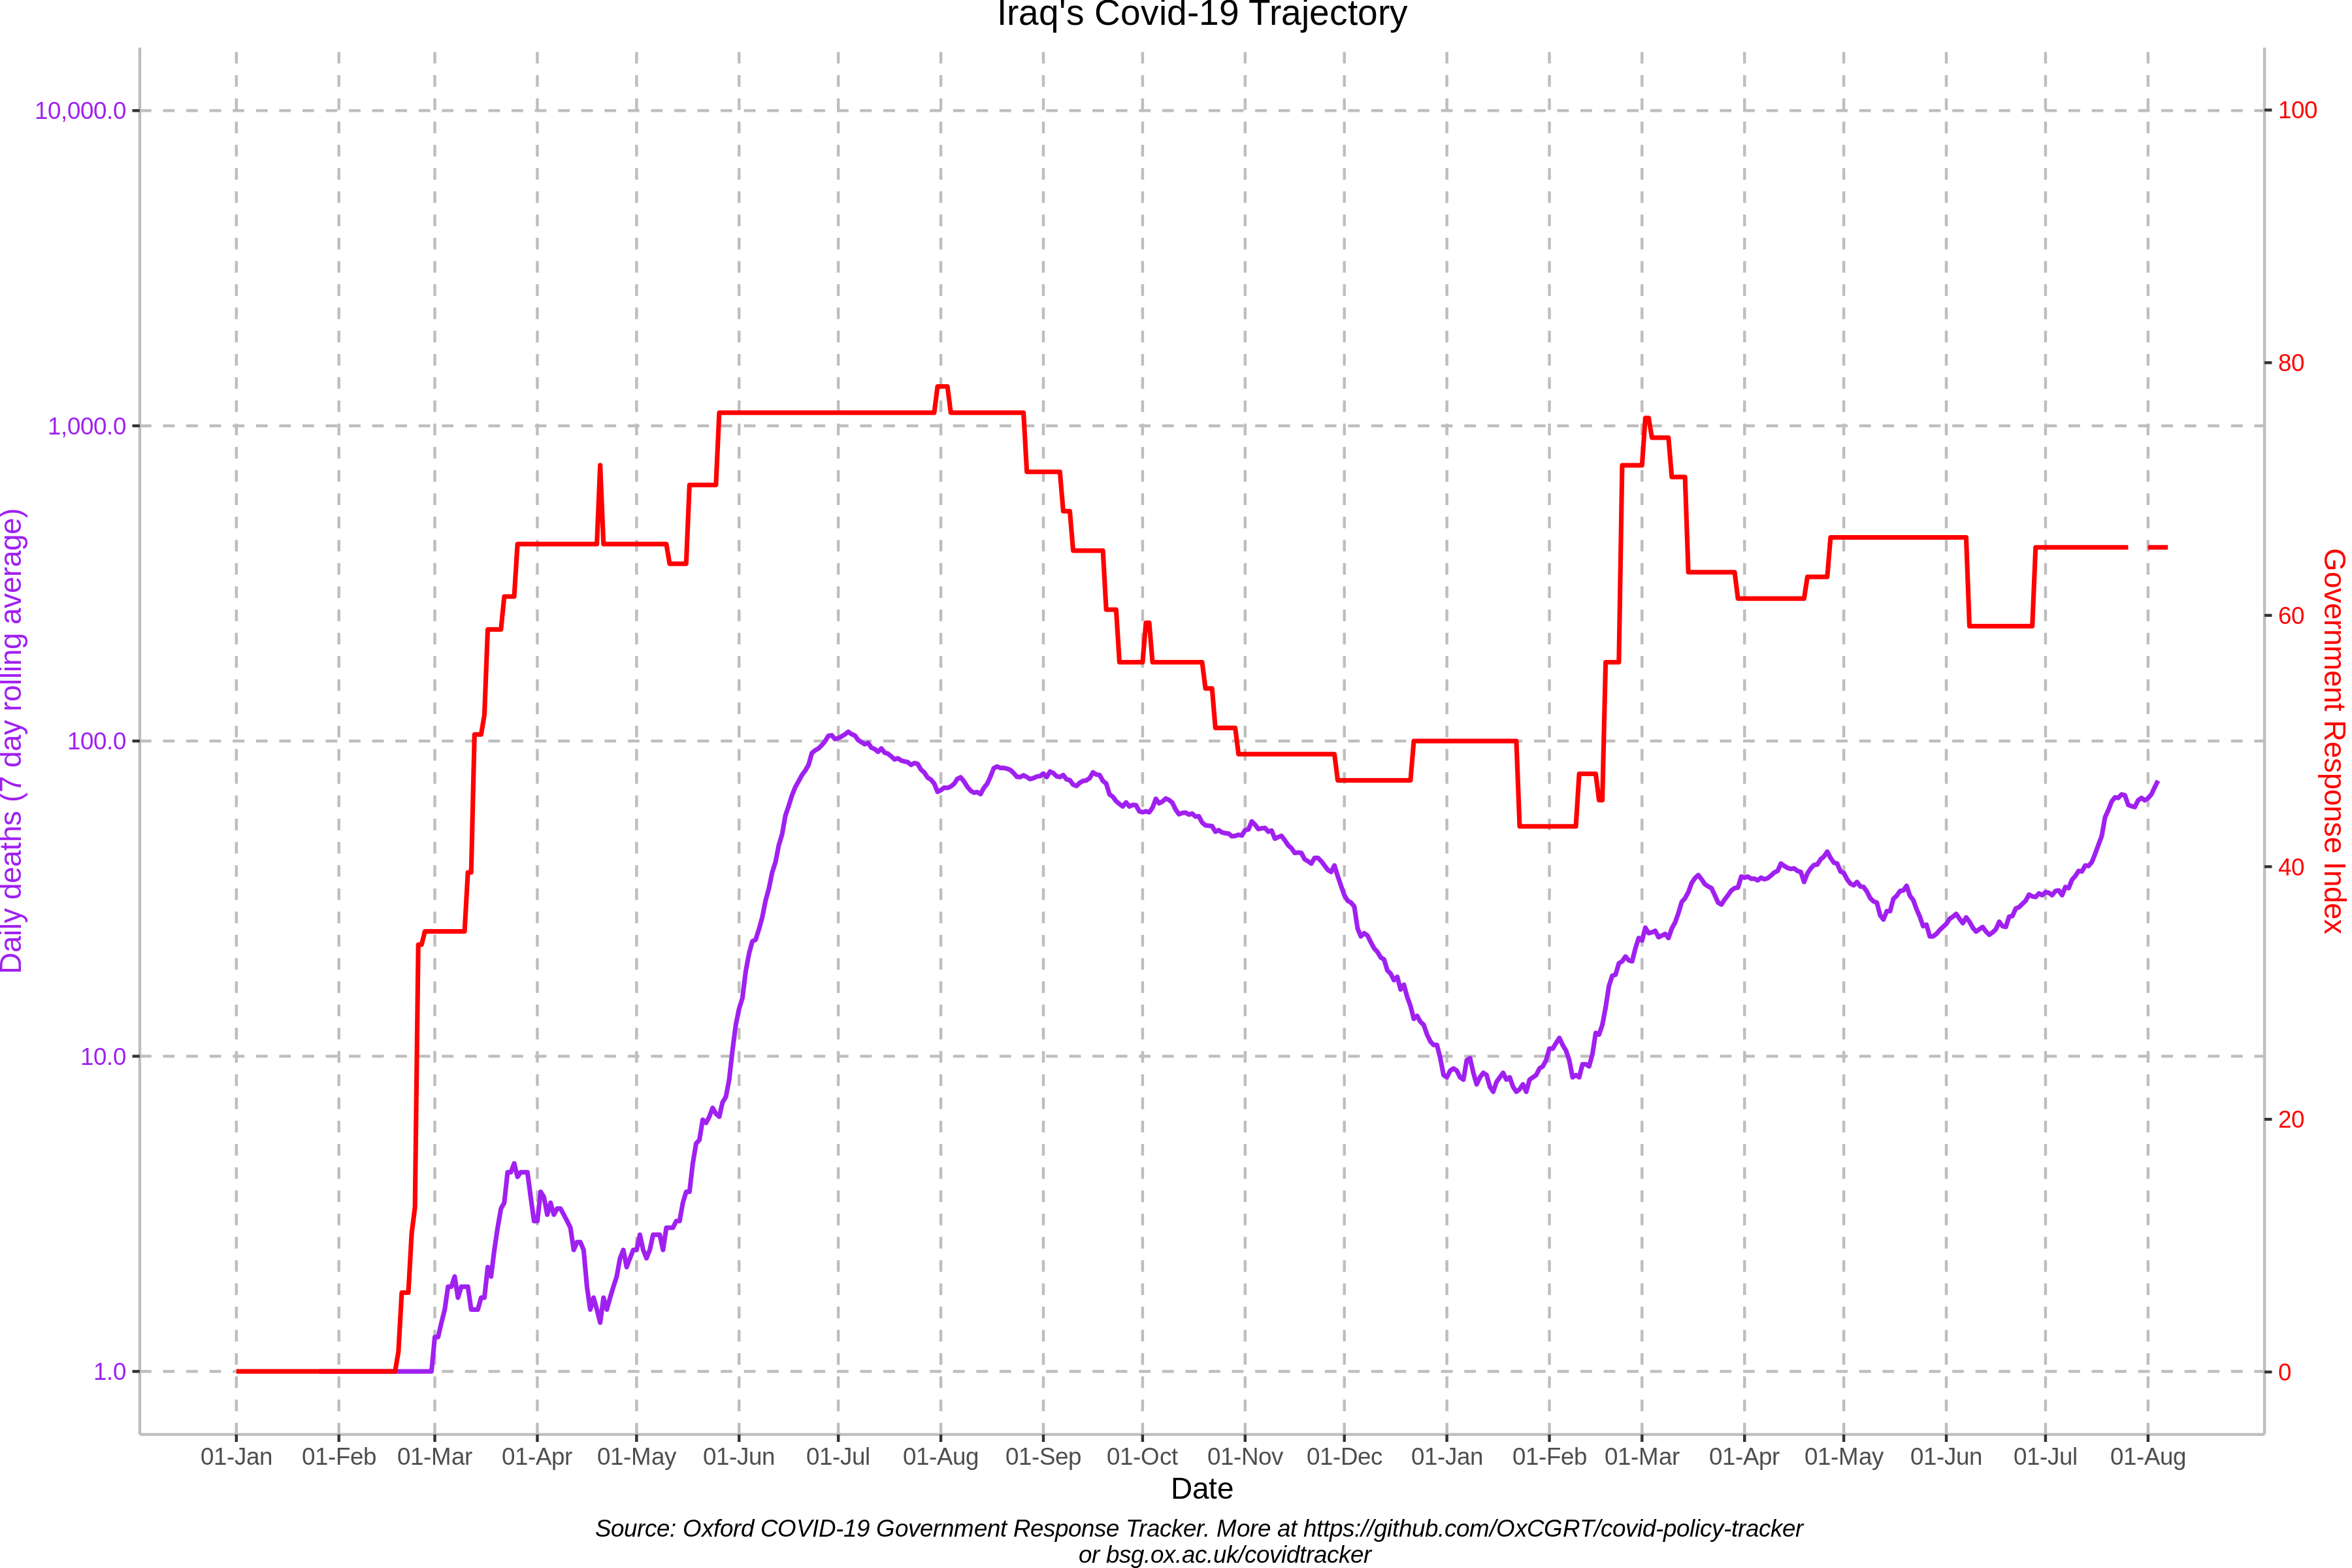 Iraq's Covid-19 Trajectory
10,000.0
1,000.0
100.0
10.0
1.0
Daily deaths (7 day rolling average)
100
80
60
40
20
0
Government Response Index
01-Jan 01-Feb 01-Mar 01-Apr 01-May 01-Jun 01-Jul 01-Aug 01-Sep 01-Oct 01-Nov 01-Dec 01-Jan 01-Feb 01-Mar 01-Apr 01-May 01-Jun 01-Jul 01-Aug
Date
Source: Oxford COVID-19 Government Response Tracker. More at https://github.com/OxCGRT/covid-policy-tracker
or bsg.ox.ac.uk/covidtracker